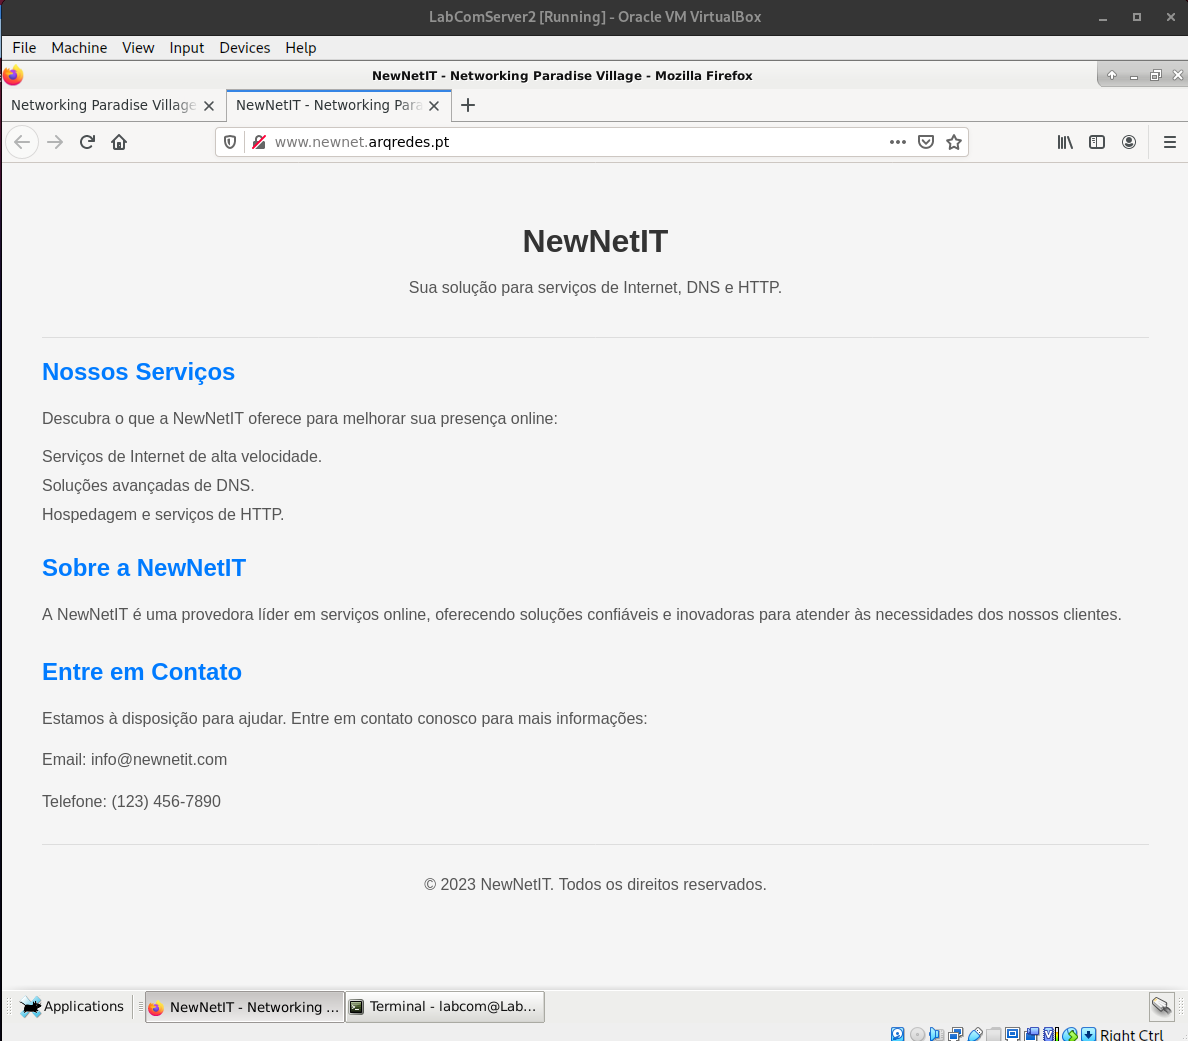 LabComServer2 [Running] - Oracle VM VirtualBox
File Machine View Input Devices Help
NewNetIT - Networking Paradise Village - Mozilla Firefox
Networking Paradise Village NewNetIT - Networking Para
www.newnet.arqredes.pt
NewNetIT
Sua solução para serviços de Internet, DNS e HTTP.
Nossos Serviços
Descubra o que a NewNetIT oferece para melhorar sua presença online:
Serviços de Internet de alta velocidade.
Soluções avançadas de DNS.
Hospedagem e serviços de HTTP.
Sobre a NewNetIT
A NewNetIT é uma provedora líder em serviços online, oferecendo soluções confiáveis e inovadoras para atender às necessidades dos nossos clientes.
Entre em Contato
Estamos à disposição para ajudar. Entre em contato conosco para mais informações:
Email: info@newnetit.com
Telefone: (123) 456-7890
© 2023 NewNetIT. Todos os direitos reservados.
Applications NewNetIT - Networking ... Terminal - labcom@Lab...
Right Ctrl